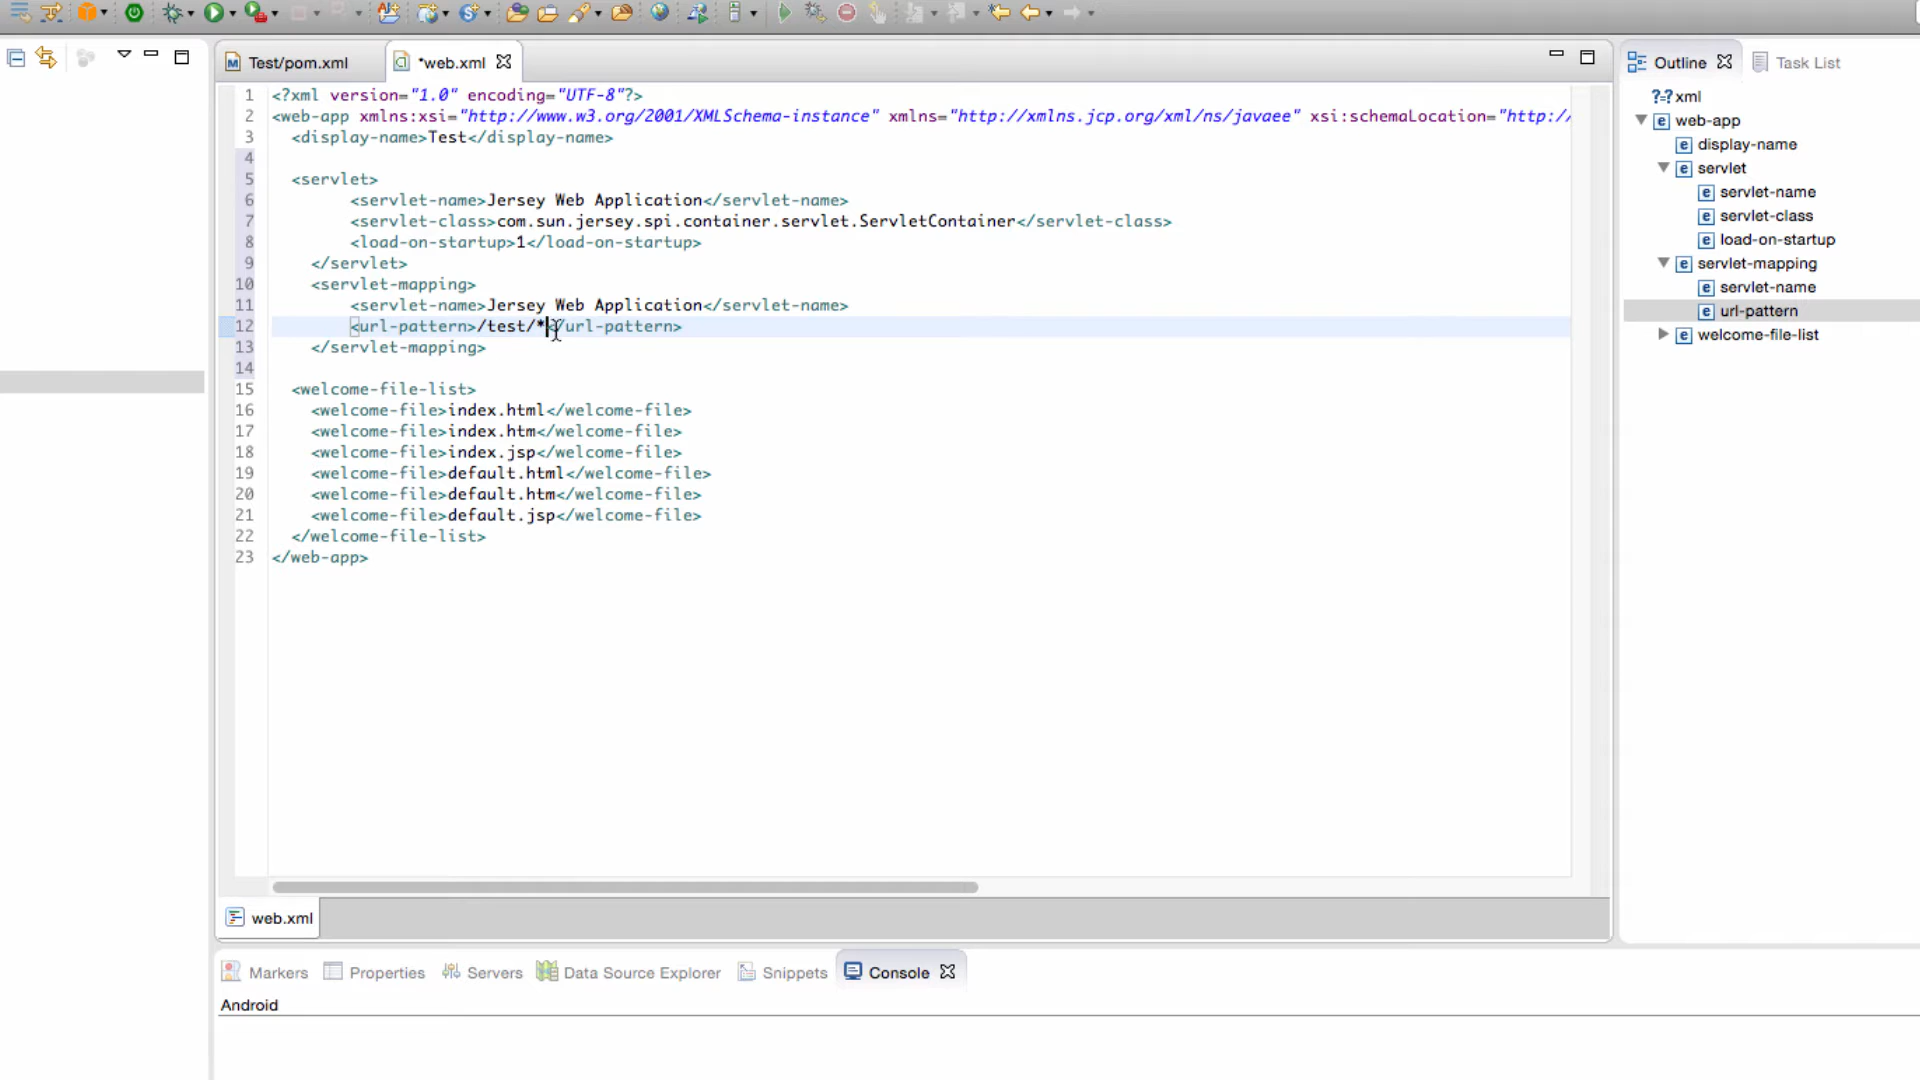 Test/pom.xml
*web.xml
Outline
Task List
1 <?xml version="1.0" encoding="UTF-8"?>
2 <web-app xmlns:xsi="http://www.w3.org/2001/XMLSchema-instance" xmlns="http://xmlns.jcp.org/xml/ns/javaee" xsi:schemaLocation="http:/
3 <display-name>Test</display-name>
4
5 <servlet>
6 <servlet-name>Jersey Web Application</servlet-name>
7 <servlet-class>com.sun.jersey.spi.container.servlet.ServletContainer</servlet-class>
8 <load-on-startup>1</load-on-startup>
9 </servlet>
10 <servlet-mapping>
11 <servlet-name>Jersey Web Application</servlet-name>
12 <url-pattern>/test/*</url-pattern>
13 </servlet-mapping>
14
15 <welcome-file-list>
16 <welcome-file>index.html</welcome-file>
17 <welcome-file>index.htm</welcome-file>
18 <welcome-file>index.jsp</welcome-file>
19 <welcome-file>default.html</welcome-file>
20 <welcome-file>default.htm</welcome-file>
21 <welcome-file>default.jsp</welcome-file>
22 </welcome-file-list>
23 </web-app>
?=? xml
e web-app
e display-name
e servlet
e servlet-name
e servlet-class
e load-on-startup
e servlet-mapping
e servlet-name
e url-pattern
e welcome-file-list
web.xml
Markers
Properties
Servers
Data Source Explorer
Snippets
Console
Android